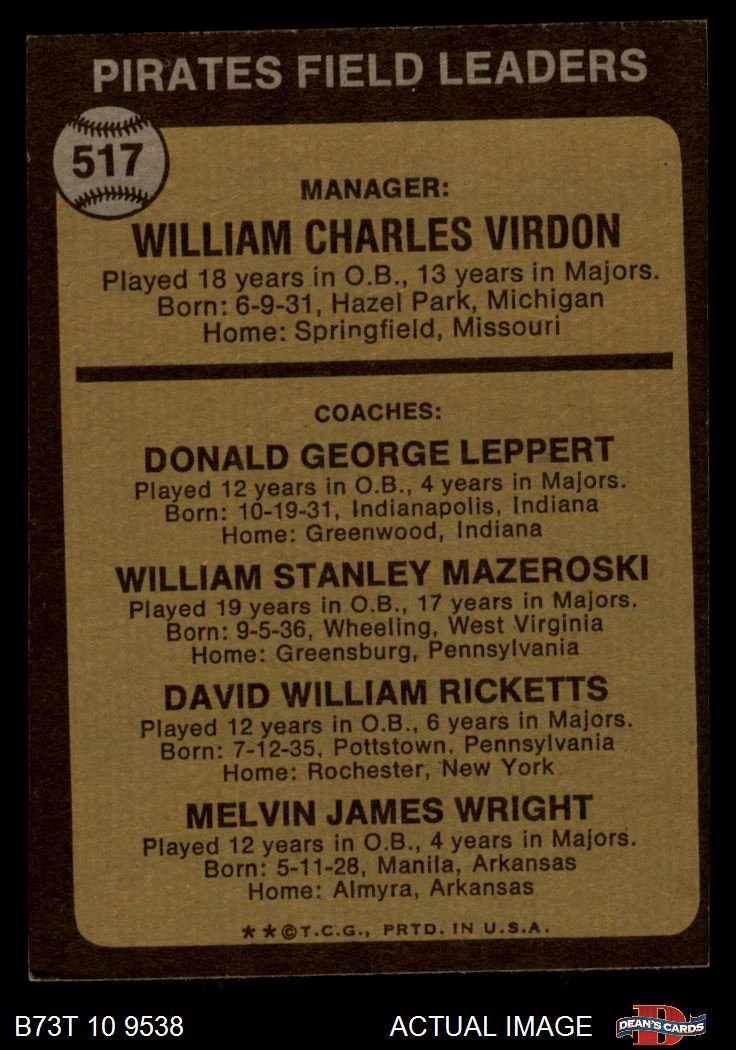 PIRATES FIELD LEADERS
517
MANAGER:
WILLIAM CHARLES VIRDON
Played 18 years in O.B., 13 years in Majors.
Born: 6-9-31, Hazel Park, Michigan
Home: Springfield, Missouri
COACHES:
DONALD GEORGE LEPPERT
Played 12 years in O.B., 4 years in Majors.
Born: 10-19-31, Indianapolis, Indiana
Home: Greenwood, Indiana
WILLIAM STANLEY MAZEROSKI
Played 19 years in O.B., 17 years in Majors.
Born: 9-5-36, Wheeling, West Virginia
Home: Greensburg, Pennsylvania
DAVID WILLIAM RICKETTS
Played 12 years in O.B., 6 years in Majors.
Born: 7-12-35, Pottstown, Pennsylvania
Home: Rochester, New York
MELVIN JAMES WRIGHT
Played 12 years in O.B., 4 years in Majors.
Born: 5-11-28, Manila, Arkansas
Home: Almyra, Arkansas
**©T.C.G., PRTD. IN U.S.A.
B73T 10 9538 ACTUAL IMAGE D DEAN'S CARDS